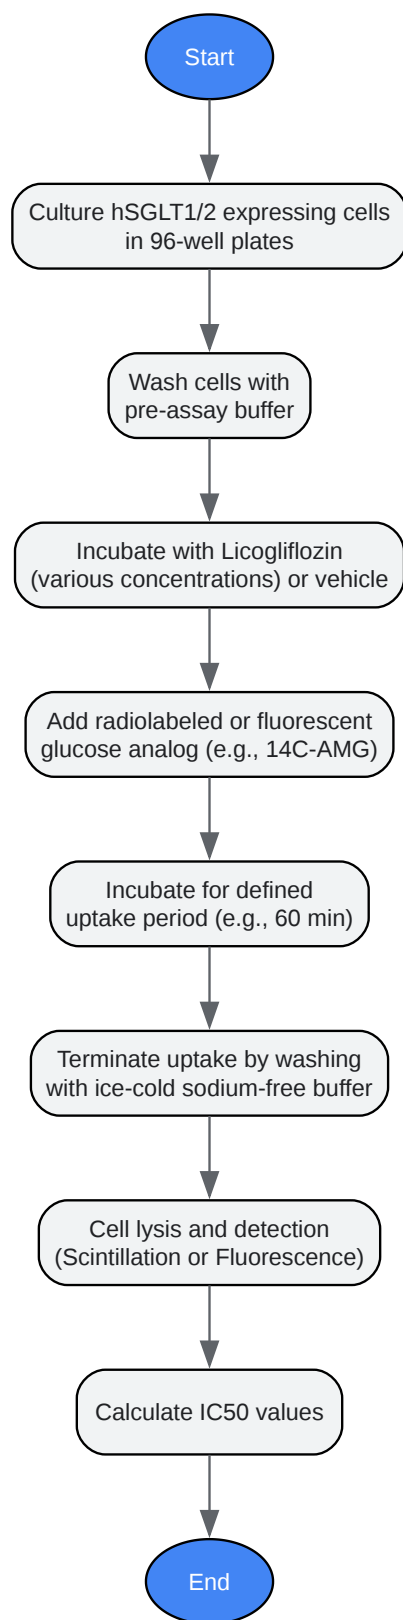 Start
Culture hSGLT1/2 expressing cells
in 96-well plates
Wash cells with
pre-assay buffer
Incubate with Licogliflozin
(various concentrations) or vehicle
Add radiolabeled or fluorescent
glucose analog (e.g., 14C-AMG)
Incubate for defined
uptake period (e.g., 60 min)
Terminate uptake by washing
with ice-cold sodium-free buffer
Cell lysis and detection
(Scintillation or Fluorescence)
Calculate IC50 values
End